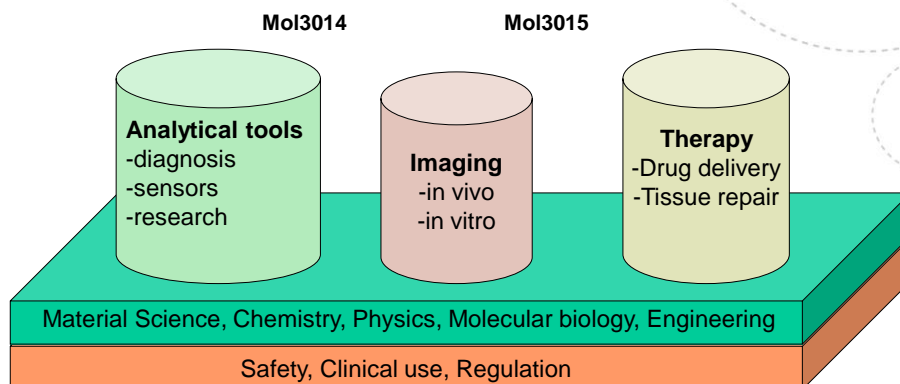 Mol3014
Mol3015
Analytical tools
-diagnosis
-sensors
-research
Imaging
-in vivo
-in vitro
Therapy
-Drug delivery
-Tissue repair
Material Science, Chemistry, Physics, Molecular biology, Engineering
Safety, Clinical use, Regulation